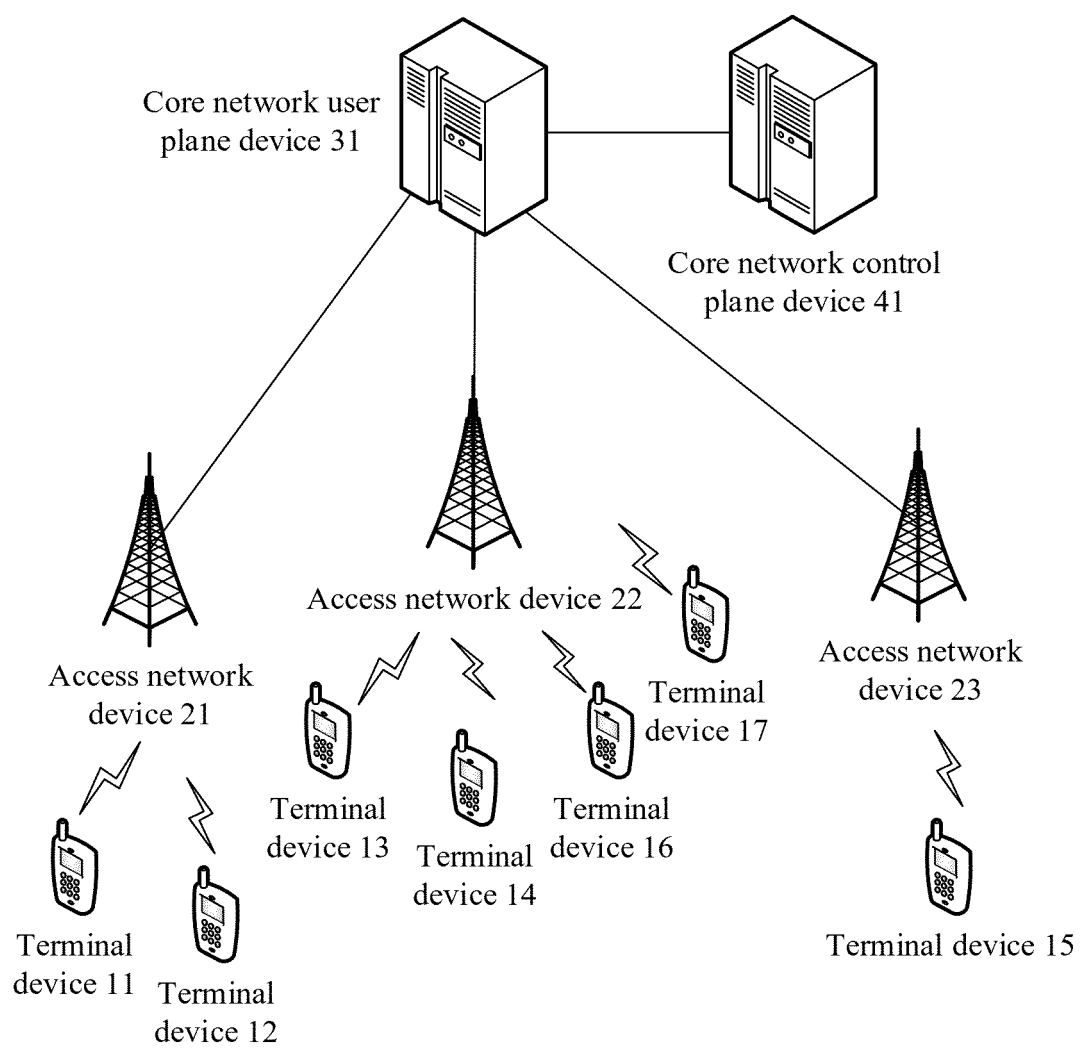 Core network user
plane device 31
Core network control
plane device 41
Access network device 22
Access network
device 21
Access network
device 23
Terminal
device 17
Terminal
device 13
Terminal
device 16
Terminal
device 14
Terminal
device 11
Terminal device 15
Terminal
device 12